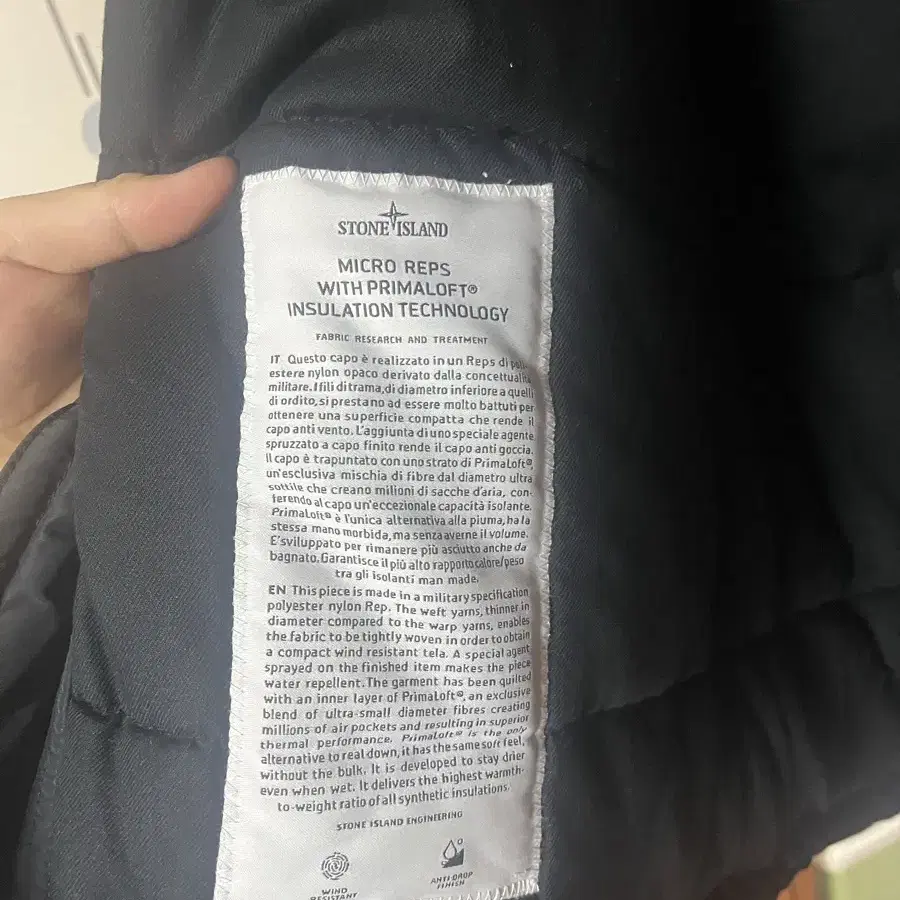 STONE ISLAND
MICRO REPS
WITH PRIMALOFT®
INSULATION TECHNOLOGY
FABRIC RESEARCH AND TREATMENT
IT Questo capo è realizzato in un Reps di poli-
estere nylon opaco derivato dalla concettualità
militare. I fili di trama, di diametro inferiore a quelli
di ordito, si prestano ad essere molto battuti per
ottenere una superficie compatta che rende il
capo anti vento. L'aggiunta di uno speciale agente
spruzzato a capo finito rende il capo anti goccia.
Il capo è trapuntato con uno strato di PrimaLoft®,
un'esclusiva mischia di fibre dal diametro ultra
sottile che creano milioni di sacche d'aria, con-
ferendo al capo un'eccezionale capacità isolante.
PrimaLoft® è l'unica alternativa alla piuma, ha la
stessa mano morbida, ma senza averne il volume.
E'sviluppato per rimanere più asciutto anche da
bagnato. Garantisce il più alto rapporto calore/peso
tra gli isolanti man made.
EN This piece is made in a military specification
polyester nylon Rep. The weft yarns, thinner in
diameter compared to the warp yarns, enables
the fabric to be tightly woven in order to obtain
a compact wind resistant tela. A special agent
sprayed on the finished item makes the piece
water repellent. The garment has been quilted
with an inner layer of PrimaLoft®, an exclusive
blend of ultra-small diameter fibres creating
millions of air pockets and resulting in superior
thermal performance. PrimaLoft® is the only
alternative to real down, it has the same soft feel,
without the bulk. It is developed to stay drier
even when wet. It delivers the highest warmth-
to-weight ratio of all synthetic insulations.
STONE ISLAND ENGINEERING
WIND
RESISTANT
ANTI DROP
FINISH